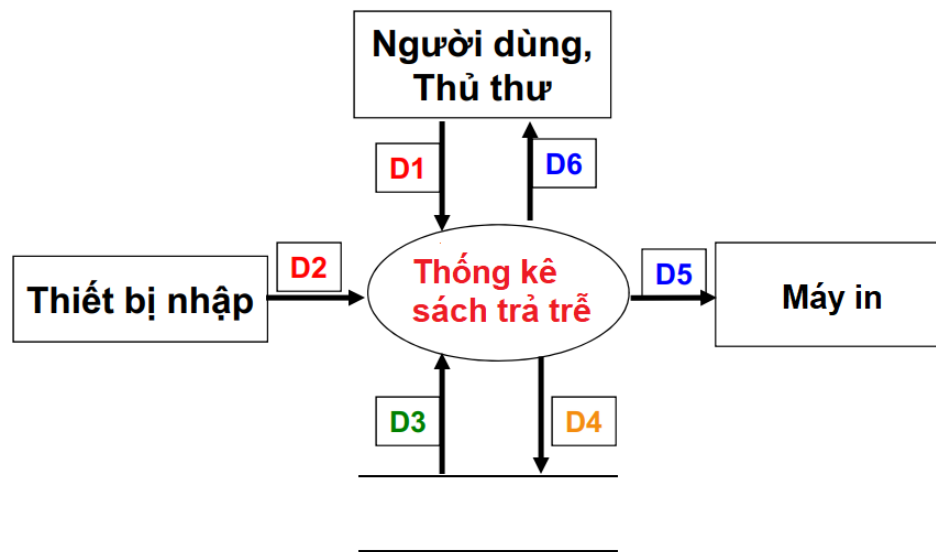 Người dùng,
Thủ thư
D1
D6
D2
D5
Thiết bị nhập
Thống kê
sách trả trễ
Máy in
D3
D4